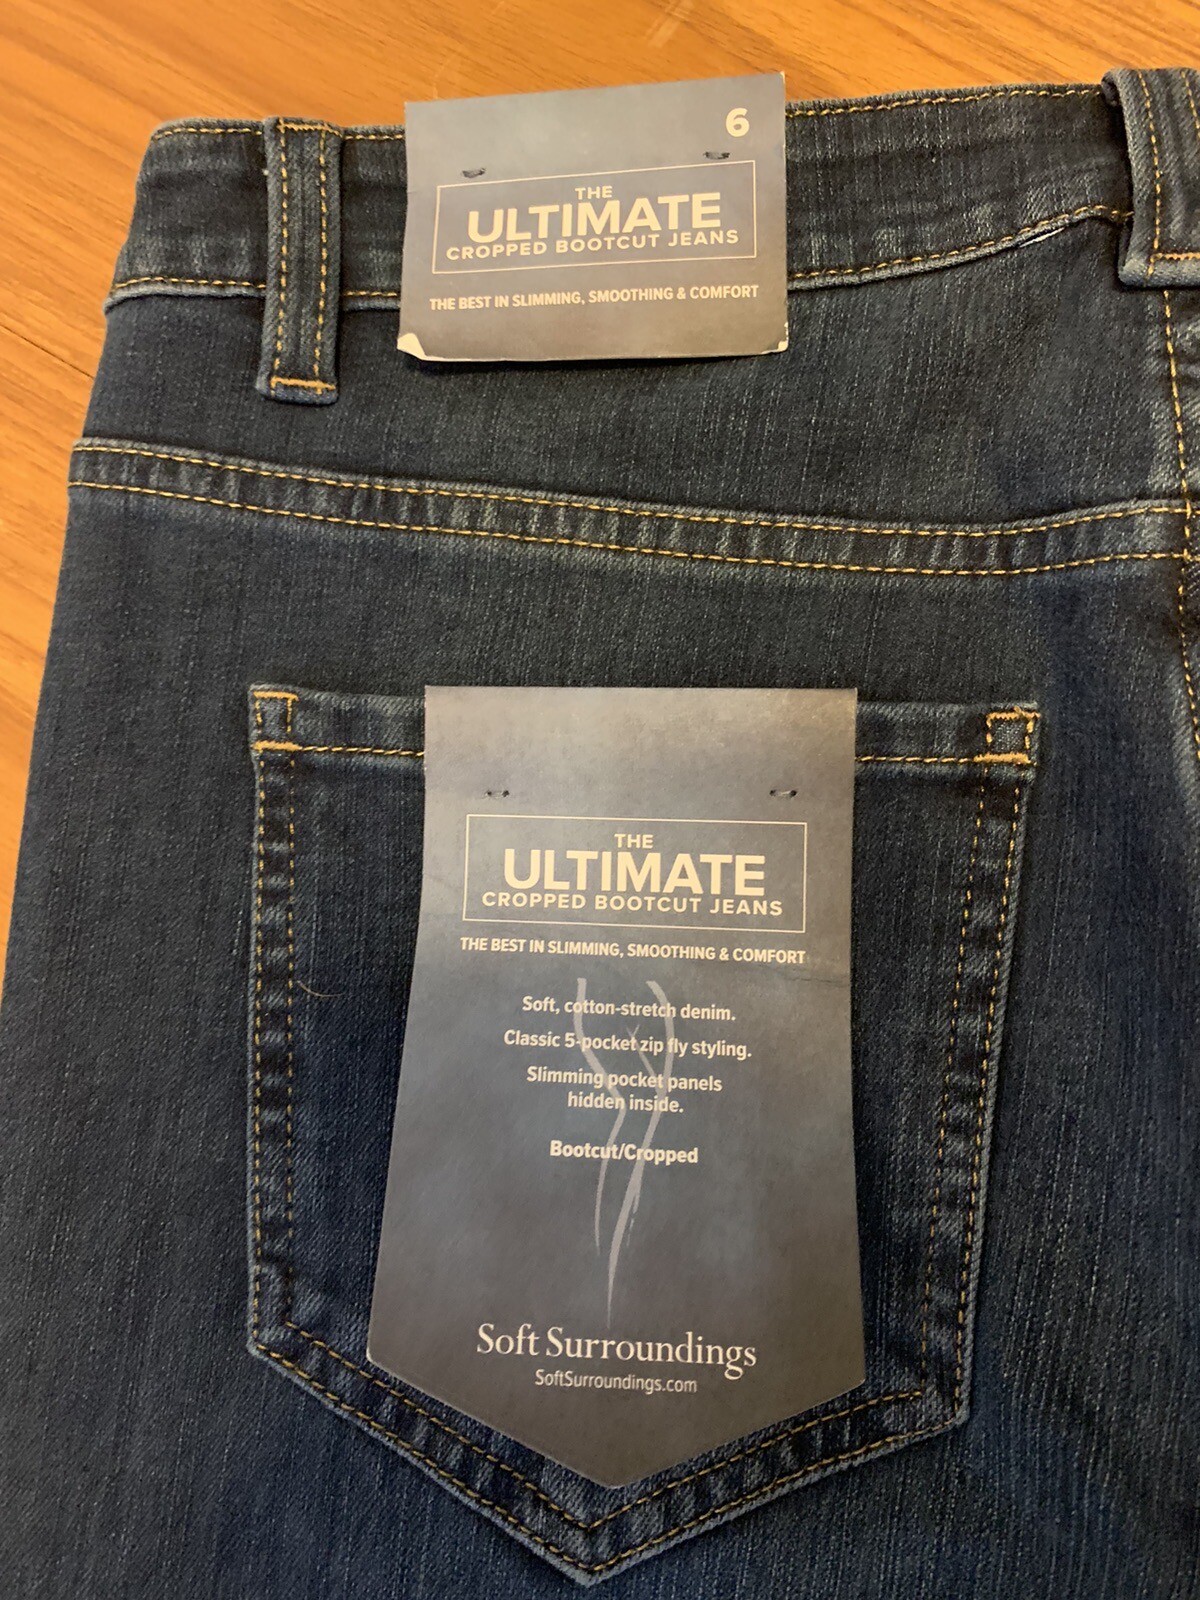 6
THE
ULTIMATE
CROPPED BOOTCUT JEANS
THE BEST IN SLIMMING, SMOOTHING & COMFORT
THE
ULTIMATE
CROPPED BOOTCUT JEANS
THE BEST IN SLIMMING, SMOOTHING & COMFORT
Soft, cotton-stretch denim.
Classic 5-pocket zip fly styling.
Slimming pocket panels
hidden inside.
Bootcut/Cropped
Soft Surroundings
SoftSurroundings.com